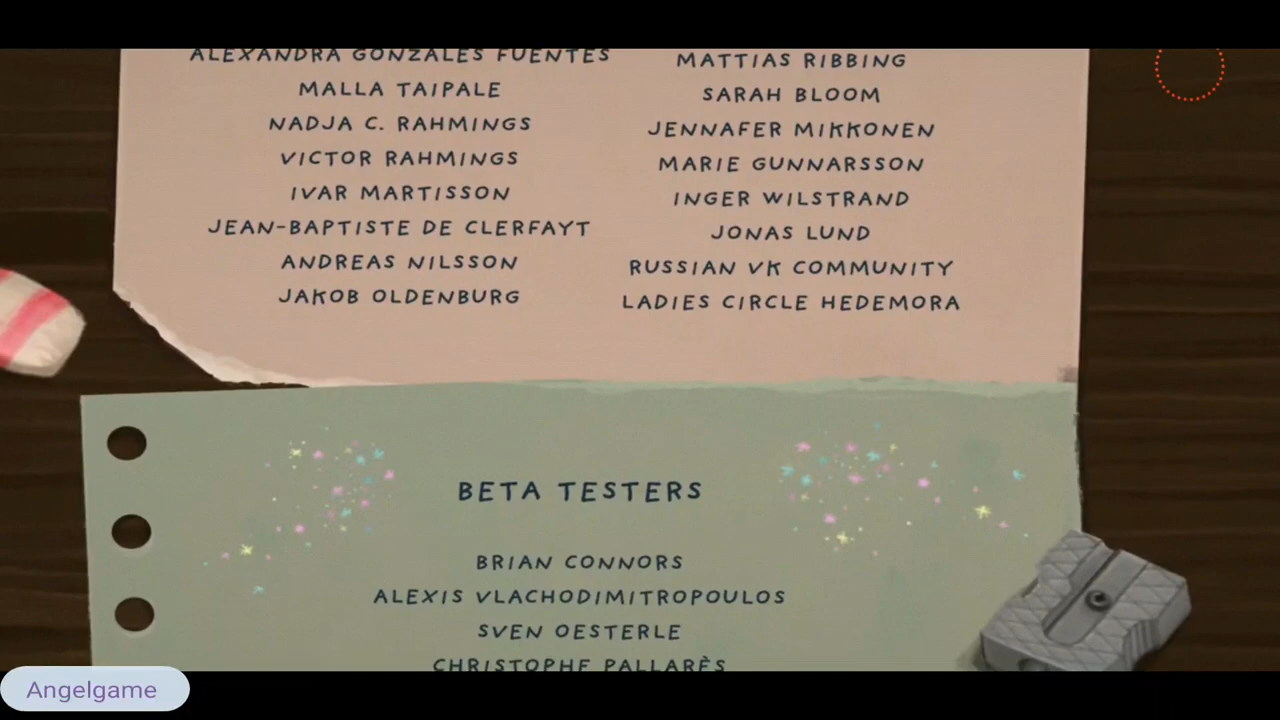 ALEXANDRA GONZALES FUENTES
MALLA TAIPALE
NADJA C. RAHMINGS
VICTOR RAHMINGS
IVAR MARTISSON
JEAN-BAPTISTE DE CLERFAYT
ANDREAS NILSSON
JAKOB OLDENBURG
MATTIAS RIBBING
SARAH BLOOM
JENNAFER MIKKONEN
MARIE GUNNARSSON
INGER WILSTRAND
JONAS LUND
RUSSIAN VK COMMUNITY
LADIES CIRCLE HEDEMORA
BETA TESTERS
BRIAN CONNORS
ALEXIS VLACHODIMITROPOULOS
SVEN OESTERLE
CHRISTOPHE PALLARÈS
Angelgame